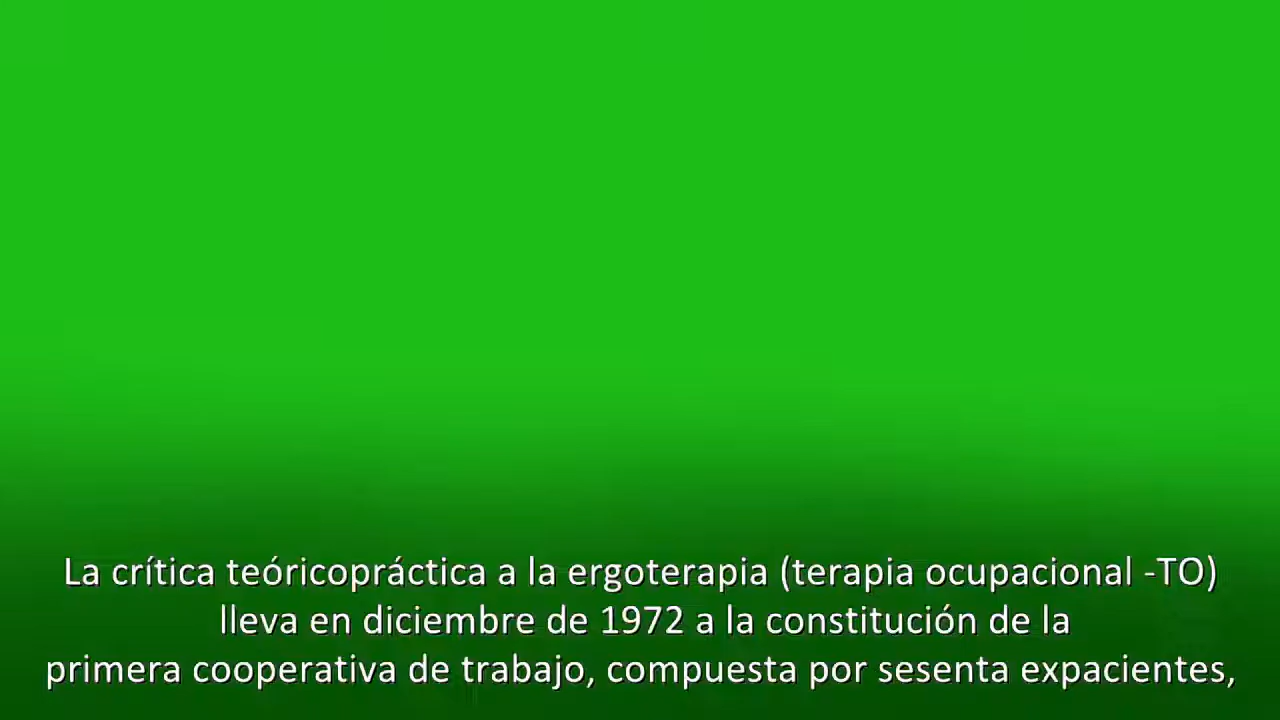 La crítica teóricopráctica a la ergoterapia (terapia ocupacional -TO)
lleva en diciembre de 1972 a la constitución de la
primera cooperativa de trabajo, compuesta por sesenta expacientes,